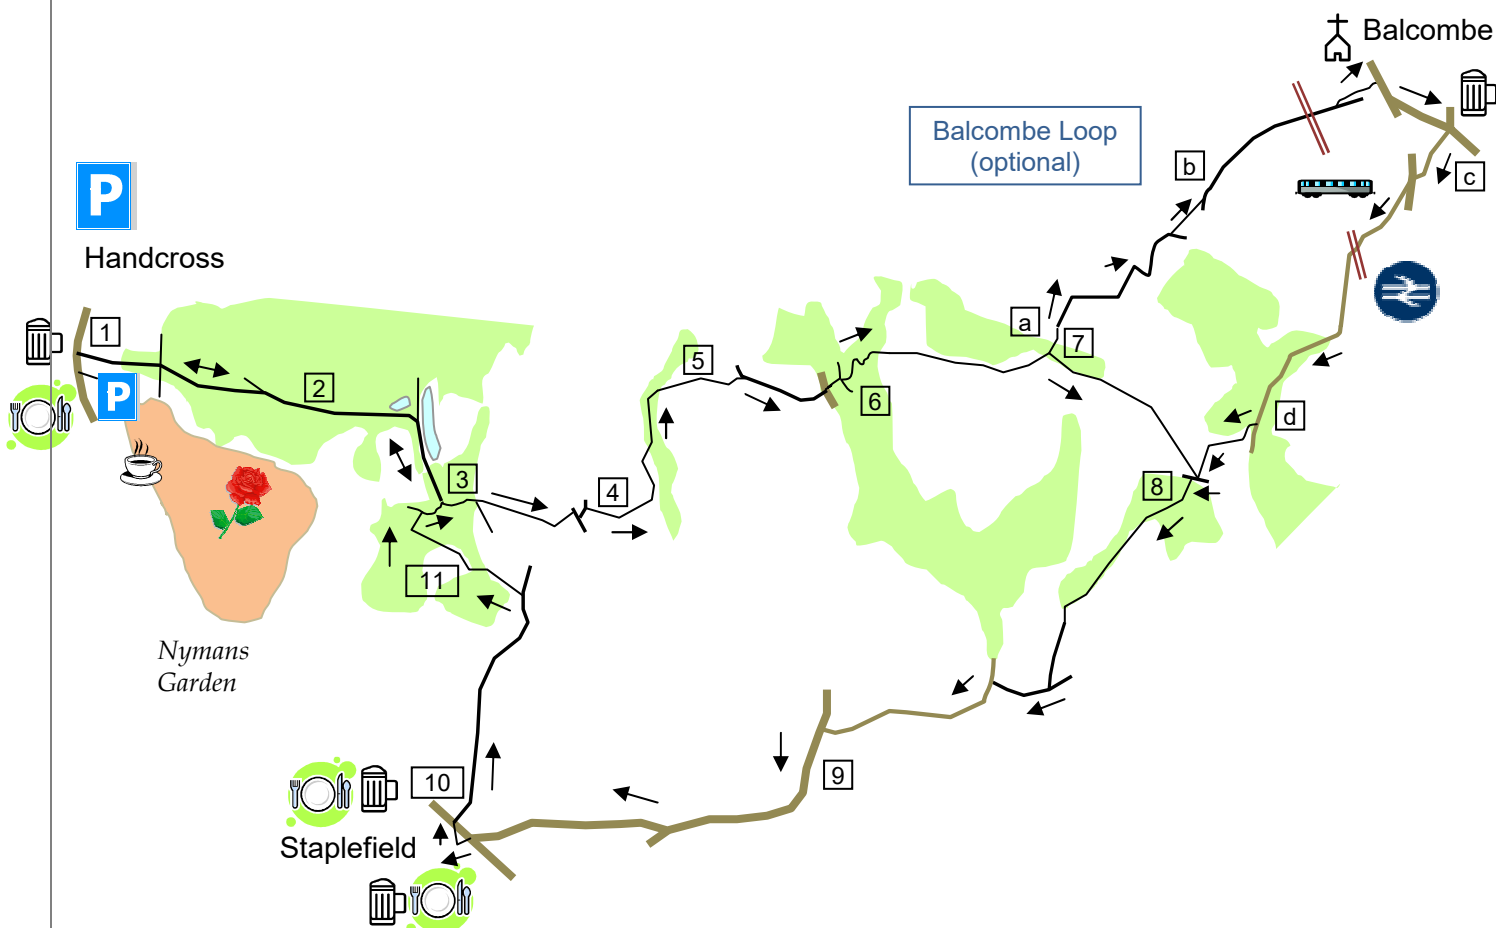 Balcombe
Balcombe Loop
(optional)
b
c
P
Handcross
1
a
7
5
P
2
6
d
3
4
8
11
Nymans
Garden
10
9
Staplefield